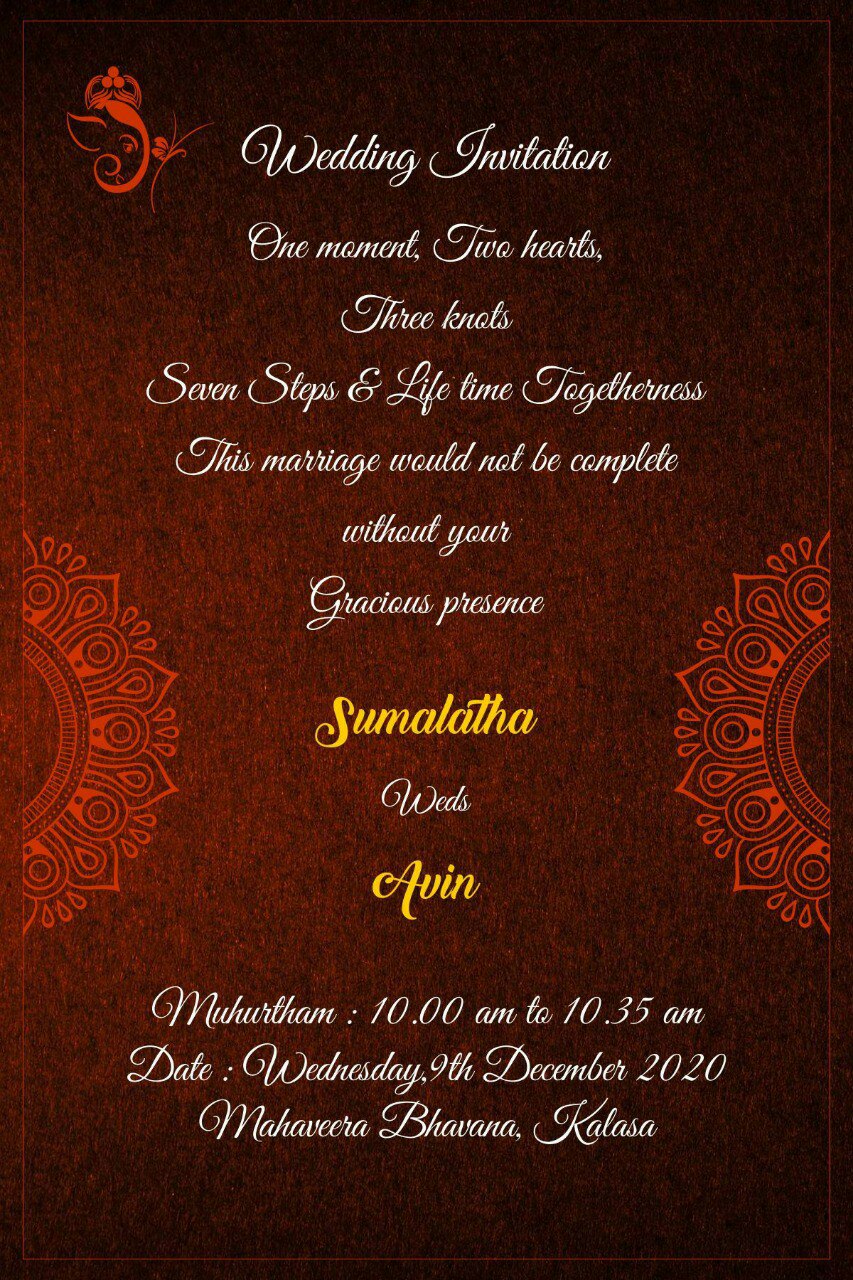 Wedding Invitation
One moment, Two hearts,
Three knots
Seven Steps & Life time Togetherness
This marriage would not be complete
without your
Gracious presence
Sumalatha
Weds
Avin
Muhurtham : 10.00 am to 10.35 am
Date : Wednesday,9th December 2020
Mahaveera Bhavana, Kalasa